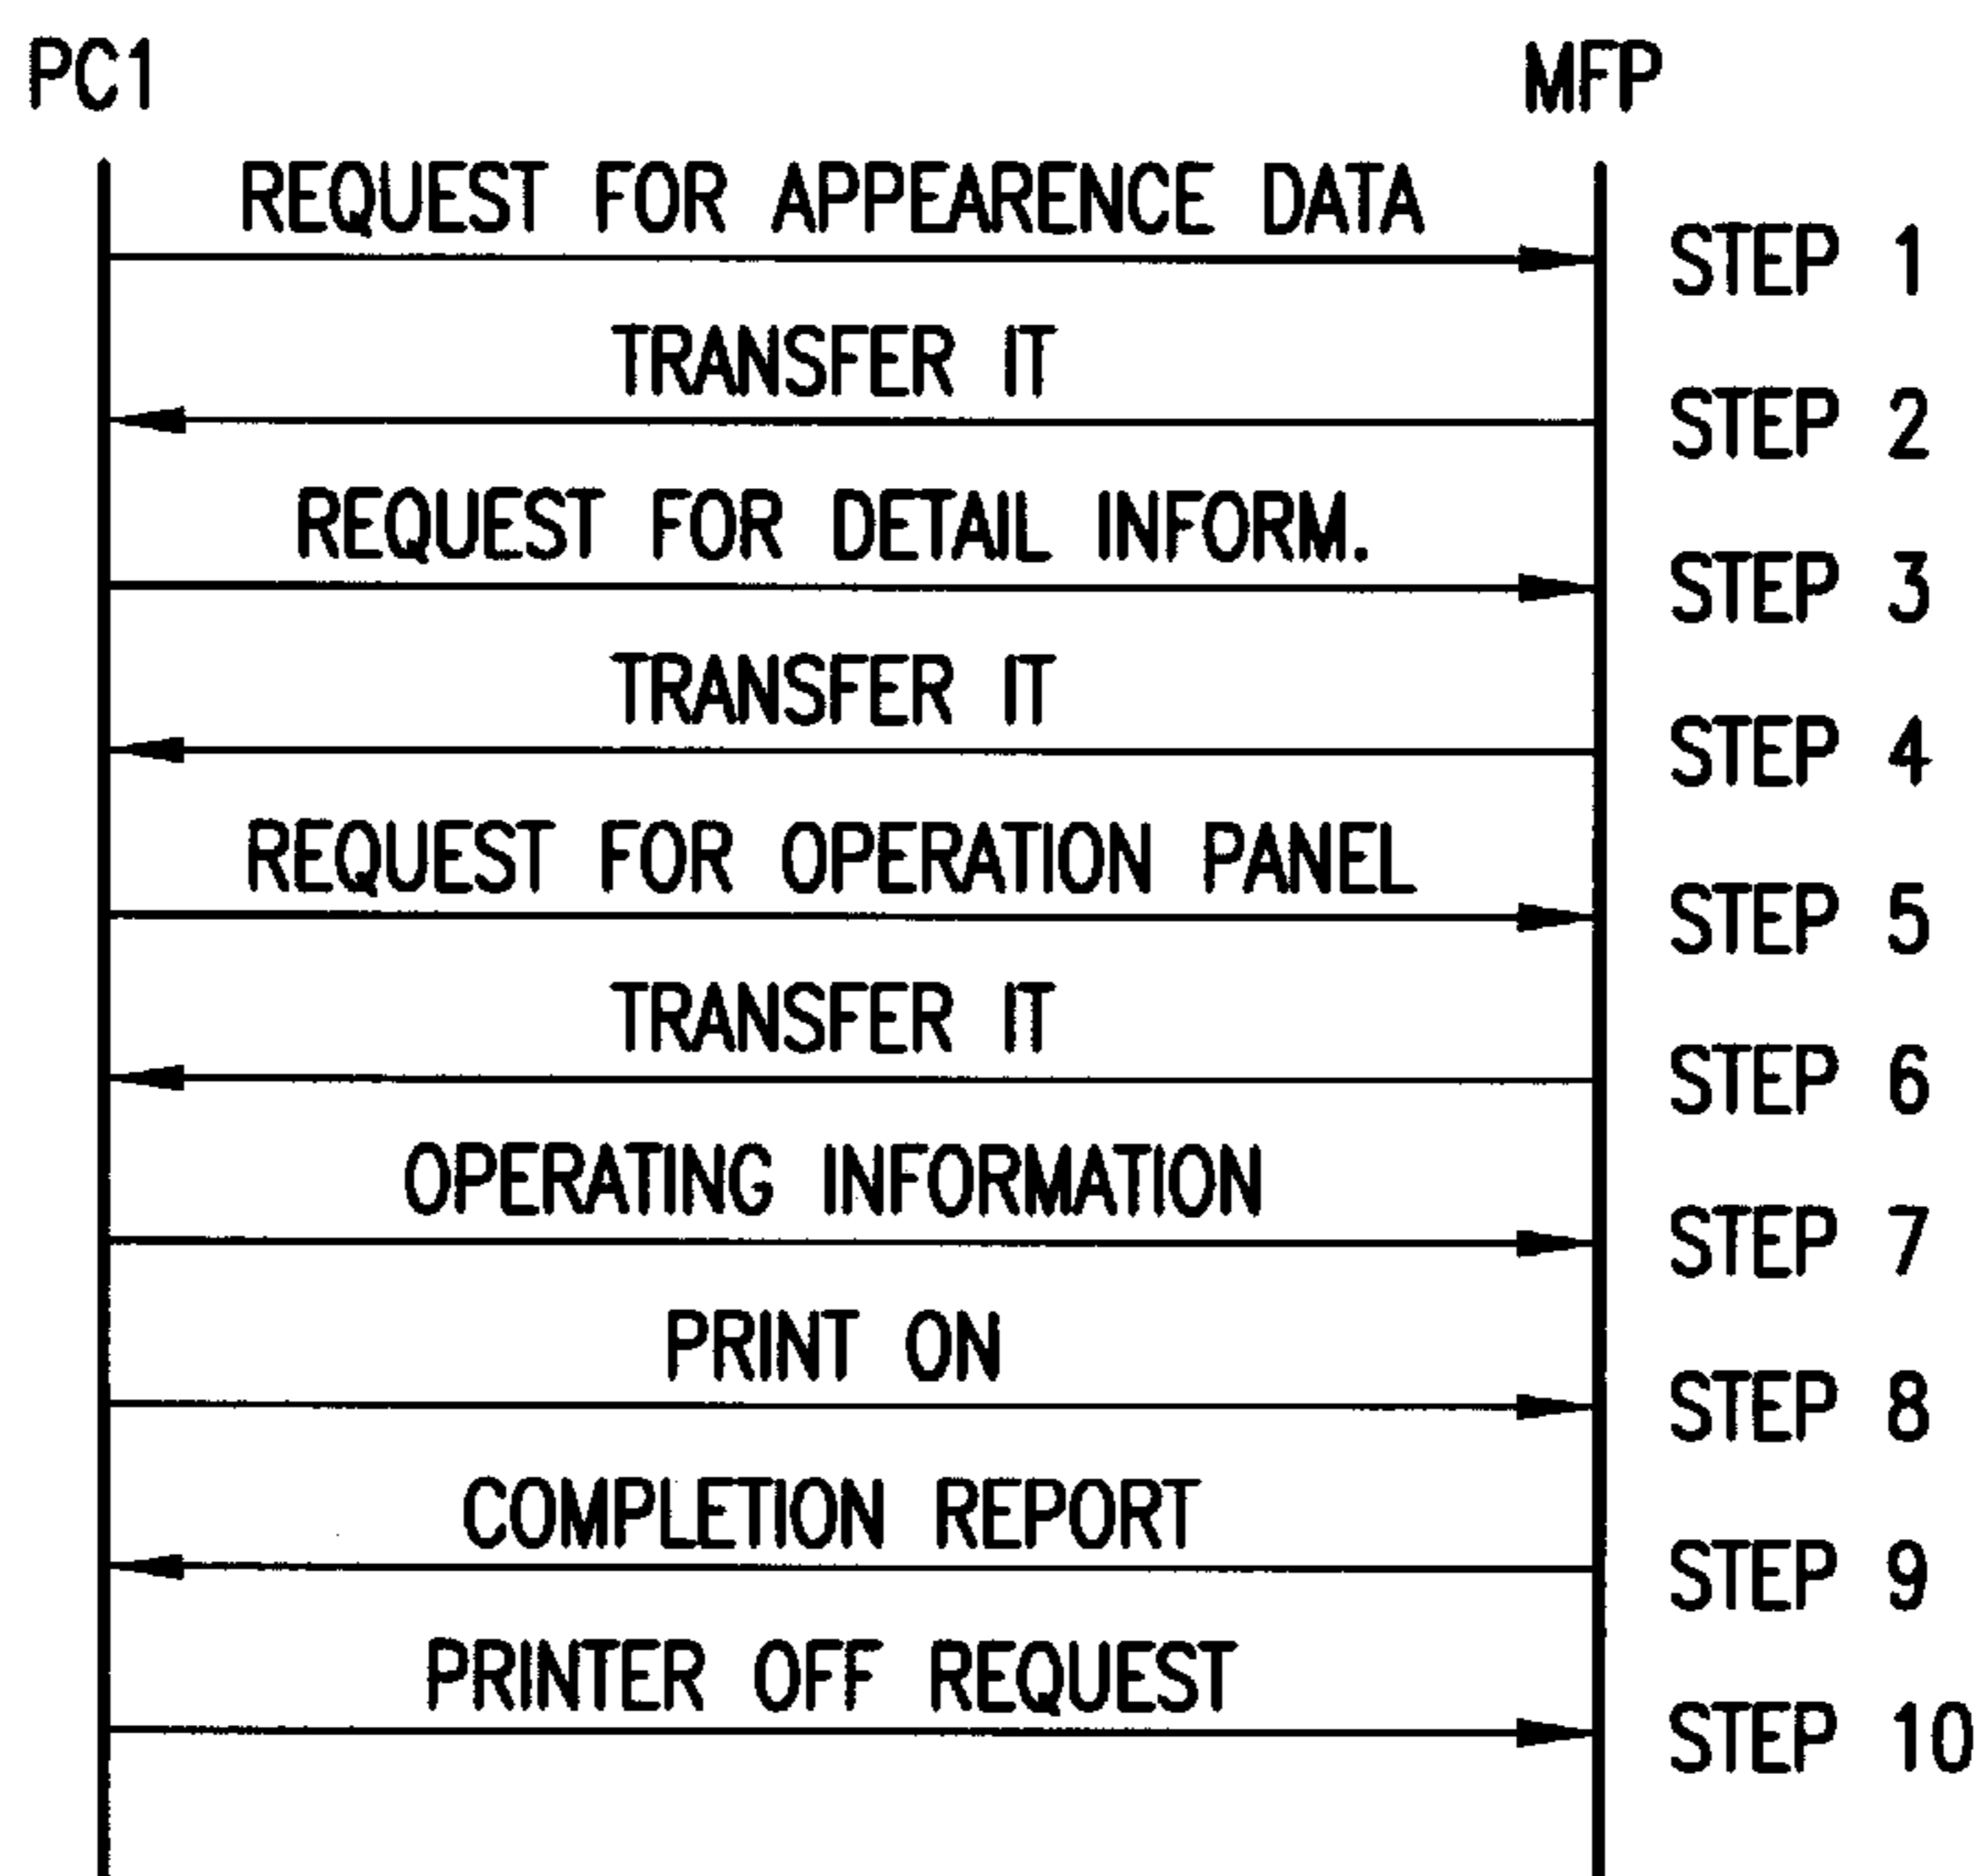 PC1 MFP
REQUEST FOR APPEARENCE DATA
STEP 1
TRANSFER IT
STEP 2
REQUEST FOR DETAIL INFORM.
STEP 3
TRANSFER IT
STEP 4
REQUEST FOR OPERATION PANEL
STEP 5
TRANSFER IT
STEP 6
OPERATING INFORMATION
STEP 7
PRINT ON
STEP 8
COMPLETION REPORT
STEP 9
PRINTER OFF REQUEST
STEP 10